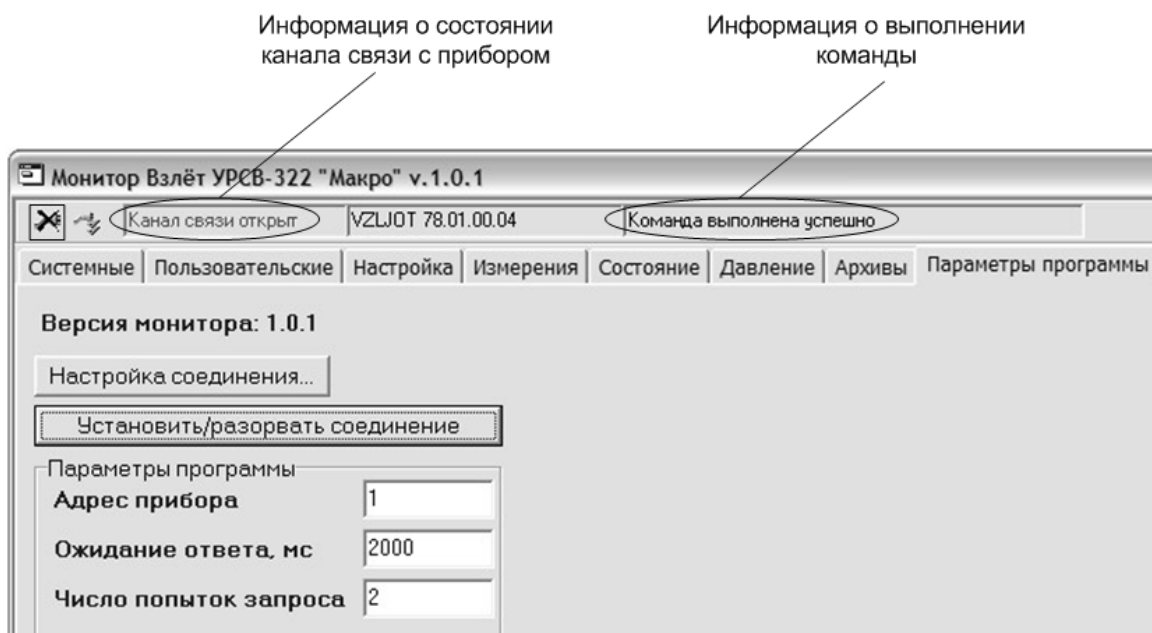 Информация о состоянии
канала связи с прибором
Информация о выполнении
команды
Монитор Взлёт УРСВ-322 "Макро" v.1.0.1
Канал связи открыт
VZLJOT 78.01.00.04
Команда выполнена успешно
Системные Пользовательские Настройка Измерения Состояние Давление Архивы Параметры программы
Версия монитора: 1.0.1
Настройка соединения...
Установить/разорвать соединение
Параметры программы
Адрес прибора 1
Ожидание ответа, мс 2000
Число попыток запроса 2